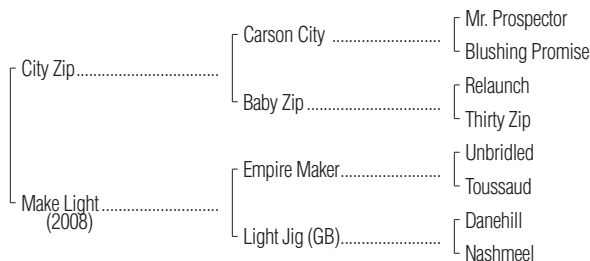 Mr. Prospector
Carson City ..............................
Blushing Promise
City Zip.......................................
Relaunch
Baby Zip.....................................
Thirty Zip
Unbridled
Empire Maker............................
Toussaud
Make Light ................................
(2008)
Danehill
Light Jig (GB)............................
Nashmeel